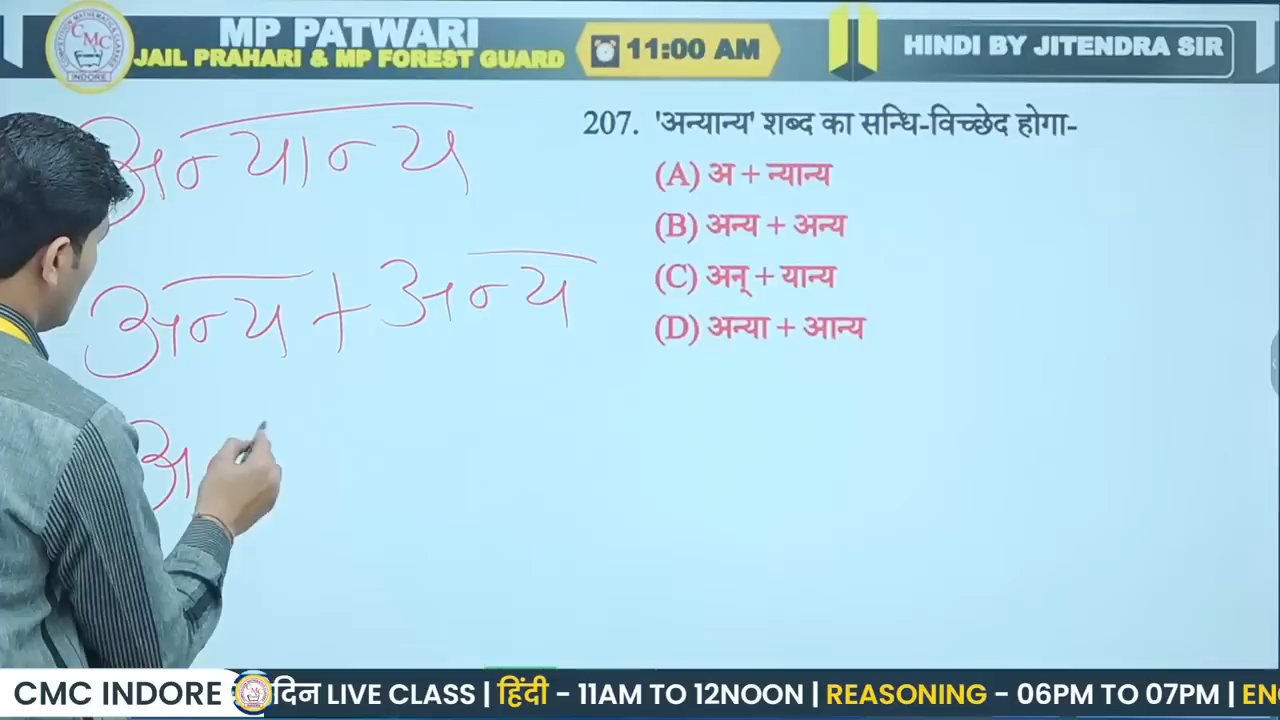 MP PATWARI
JAIL PRAHARI & MP FOREST GUARD
CMC
INDORE
11:00 AM
HINDI BY JITENDRA SIR
अन्यान्य
अन्य + अन्य
अ
207. 'अन्यान्य' शब्द का सन्धि-विच्छेद होगा-
(A) अ + न्यान्य
(B) अन्य + अन्य
(C) अन् + यान्य
(D) अन्या + आन्य
CMC INDORE दिन LIVE CLASS | हिंदी - 11AM TO 12NOON | REASONING - 06PM TO 07PM | EN